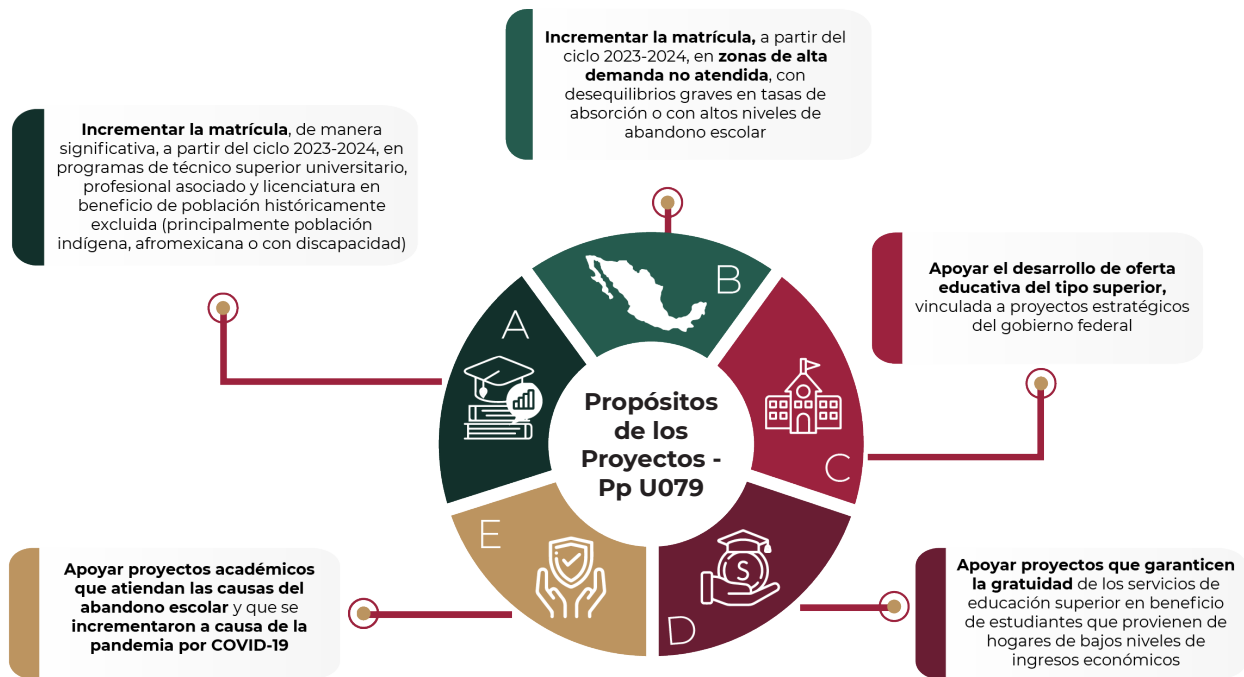 Incrementar la matrícula, a partir del
ciclo 2023-2024, en zonas de alta
demanda no atendida, con
desequilibrios graves en tasas de
absorción o con altos niveles de
abandono escolar
Incrementar la matrícula, de manera
significativa, a partir del ciclo 2023-2024, en
programas de técnico superior universitario,
profesional asociado y licenciatura en
beneficio de población históricamente
excluida (principalmente población
indígena, afromexicana o con discapacidad)
Apoyar el desarrollo de oferta
educativa del tipo superior,
vinculada a proyectos estratégicos
del gobierno federal
A
B
C
D
E
S
Propósitos
de los
Proyectos -
Pp U079
Apoyar proyectos académicos
que atiendan las causas del
abandono escolar y que se
incrementaron a causa de la
pandemia por COVID-19
Apoyar proyectos que garanticen
la gratuidad de los servicios de
educación superior en beneficio
de estudiantes que provienen de
hogares de bajos niveles de
ingresos económicos